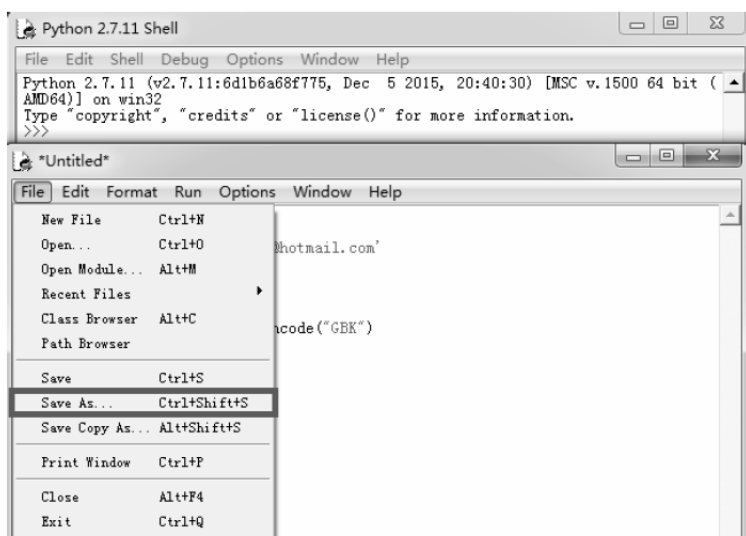 Python 2.7.11 Shell
File Edit Shell Debug Options Window Help
Python 2.7.11 (v2.7.11:6d1b6a68f775, Dec 5 2015, 20:40:30) [MSC v.1500 64 bit (
AMD64)] on win32
Type "copyright", "credits" or "license()" for more information.
>>>
*Untitled*
File Edit Format Run Options Window Help
New File Ctrl+N
Open... Ctrl+O
@hotmail.com'
Open Module... Alt+M
Recent Files
Class Browser Alt+C
ncode("GBK")
Path Browser
Save Ctrl+S
Save As... Ctrl+Shift+S
Save Copy As... Alt+Shift+S
Print Window Ctrl+P
Close Alt+F4
Exit Ctrl+Q